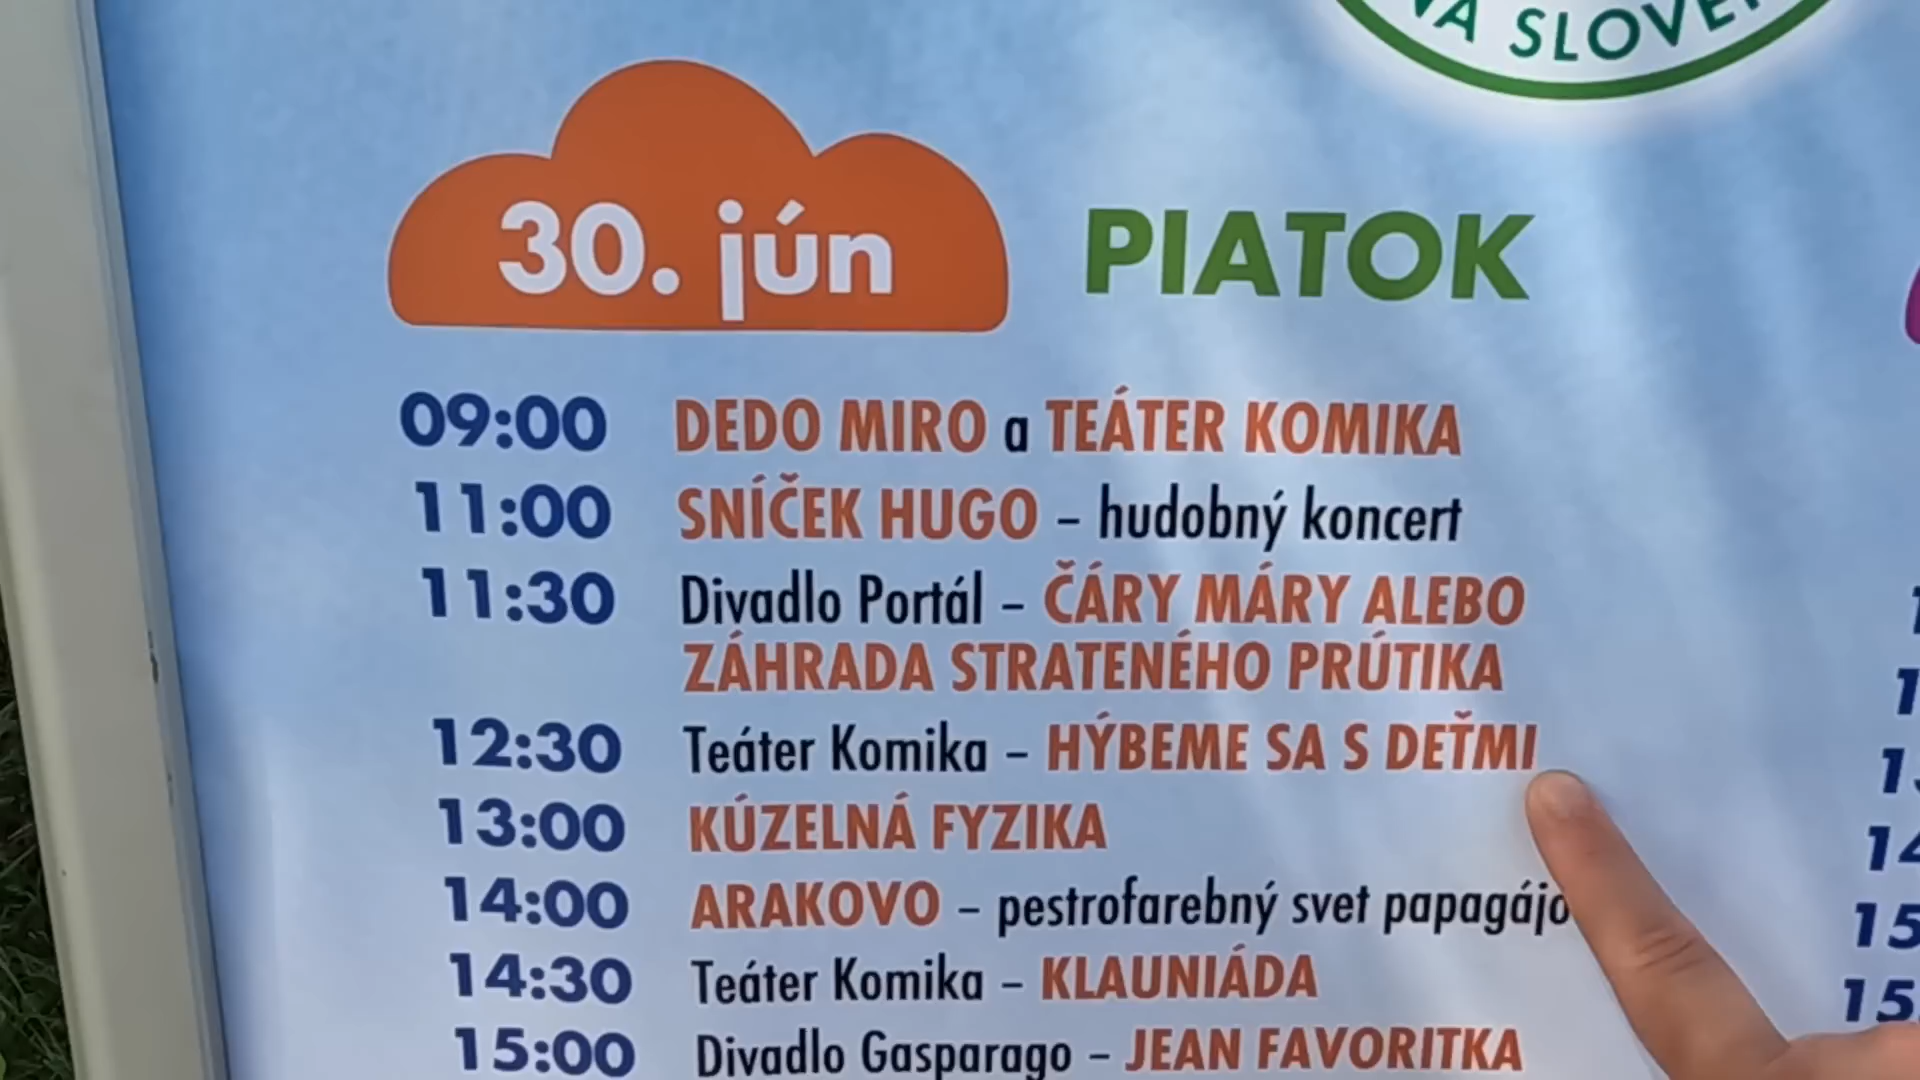 NA SLOVEN
30. jún PIATOK
09:00 DEDO MIRO a TEÁTER KOMIKA
11:00 SNÍČEK HUGO – hudobný koncert
11:30 Divadlo Portál – ČÁRY MÁRY ALEBO
ZÁHRADA STRATENÉHO PRÚTIKA
12:30 Teáter Komika – HÝBEME SA S DEŤMI
13:00 KÚZELNÁ FYZIKA
14:00 ARAKOVO – pestrofarebný svet papagájo
14:30 Teáter Komika – KLAUNIÁDA
15:00 Divadlo Gasparago – JEAN FAVORITKA